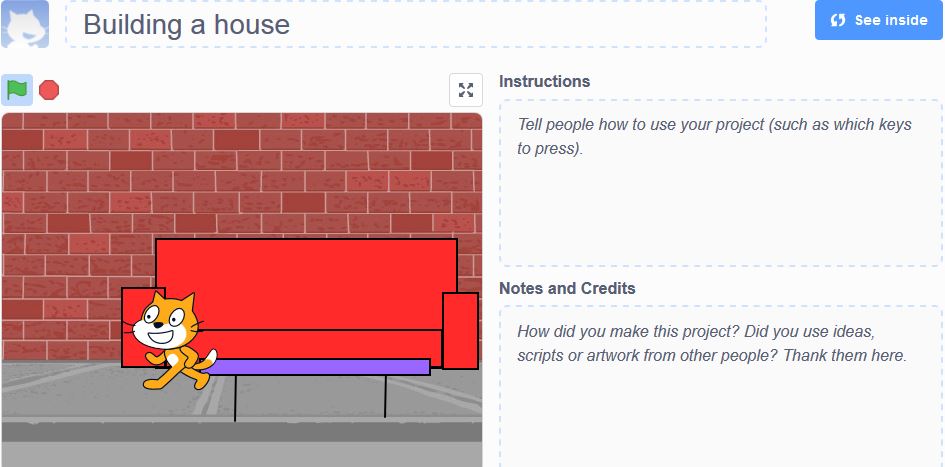 Building a house
See inside
Instructions
Tell people how to use your project (such as which keys
to press).
Notes and Credits
How did you make this project? Did you use ideas,
scripts or artwork from other people? Thank them here.